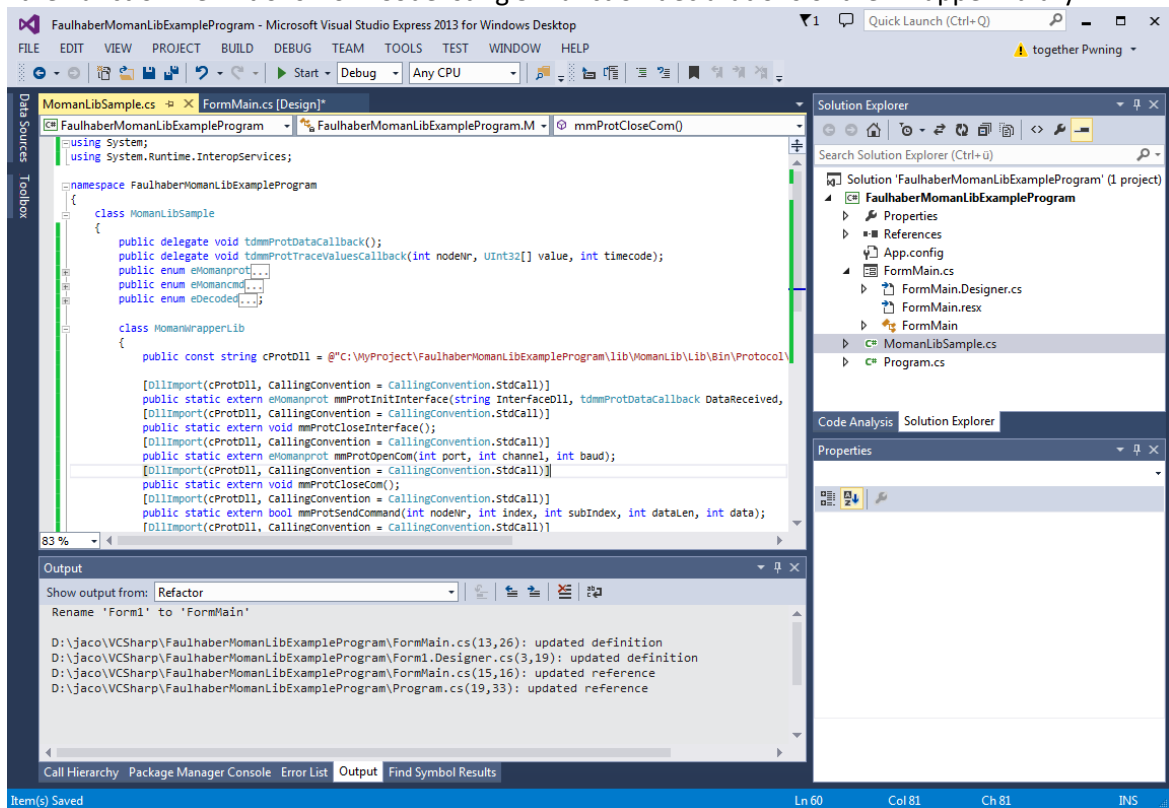 FaulhaberMomanLibExampleProgram - Microsoft Visual Studio Express 2013 for Windows Desktop
1
Quick Launch (Ctrl+Q)
FILE EDIT VIEW PROJECT BUILD DEBUG TEAM TOOLS TEST WINDOW HELP
together Pwning
Start Debug Any CPU
Data Sources
Toolbox
MomanLibSample.cs FormMain.cs [Design]*
FaulhaberMomanLibExampleProgram FaulhaberMomanLibExampleProgram.M mmProtCloseCom()
using System;
using System.Runtime.InteropServices;
namespace FaulhaberMomanLibExampleProgram
{
class MomanLibSample
{
public delegate void tdmmProtDataCallback();
public delegate void tdmmProtTraceValuesCallback(int nodeNr, UInt32[] value, int timecode);
public enum eMomanprot...
public enum eMomancmd...
public enum eDecoded...;
class MomanWrapperLib
{
public const string cProtDll = @"C:\MyProject\FaulhaberMomanLibExampleProgram\lib\MomanLib\Lib\Bin\Protocol\
[DllImport(cProtDll, CallingConvention = CallingConvention.StdCall)]
public static extern eMomanprot mmProtInitInterface(string InterfaceDll, tdmmProtDataCallback DataReceived,
[DllImport(cProtDll, CallingConvention = CallingConvention.StdCall)]
public static extern void mmProtCloseInterface();
[DllImport(cProtDll, CallingConvention = CallingConvention.StdCall)]
public static extern eMomanprot mmProtOpenCom(int port, int channel, int baud);
[DllImport(cProtDll, CallingConvention = CallingConvention.StdCall)]
public static extern void mmProtCloseCom();
[DllImport(cProtDll, CallingConvention = CallingConvention.StdCall)]
public static extern bool mmProtSendCommand(int nodeNr, int index, int subIndex, int dataLen, int data);
[DllImport(cProtDll, CallingConvention = CallingConvention.StdCall)]
83 %
Output
Show output from: Refactor
Rename 'Form1' to 'FormMain'
D:\jaco\VCSharp\FaulhaberMomanLibExampleProgram\FormMain.cs(13,26): updated definition
D:\jaco\VCSharp\FaulhaberMomanLibExampleProgram\Form1.Designer.cs(3,19): updated definition
D:\jaco\VCSharp\FaulhaberMomanLibExampleProgram\FormMain.cs(15,16): updated reference
D:\jaco\VCSharp\FaulhaberMomanLibExampleProgram\Program.cs(19,33): updated reference
Call Hierarchy Package Manager Console Error List Output Find Symbol Results
Solution Explorer
Search Solution Explorer (Ctrl+ü)
Solution 'FaulhaberMomanLibExampleProgram' (1 project)
FaulhaberMomanLibExampleProgram
Properties
References
App.config
FormMain.cs
FormMain.Designer.cs
FormMain.resx
FormMain
MomanLibSample.cs
Program.cs
Code Analysis Solution Explorer
Properties
Item(s) Saved Ln 60 Col 81 Ch 81 INS